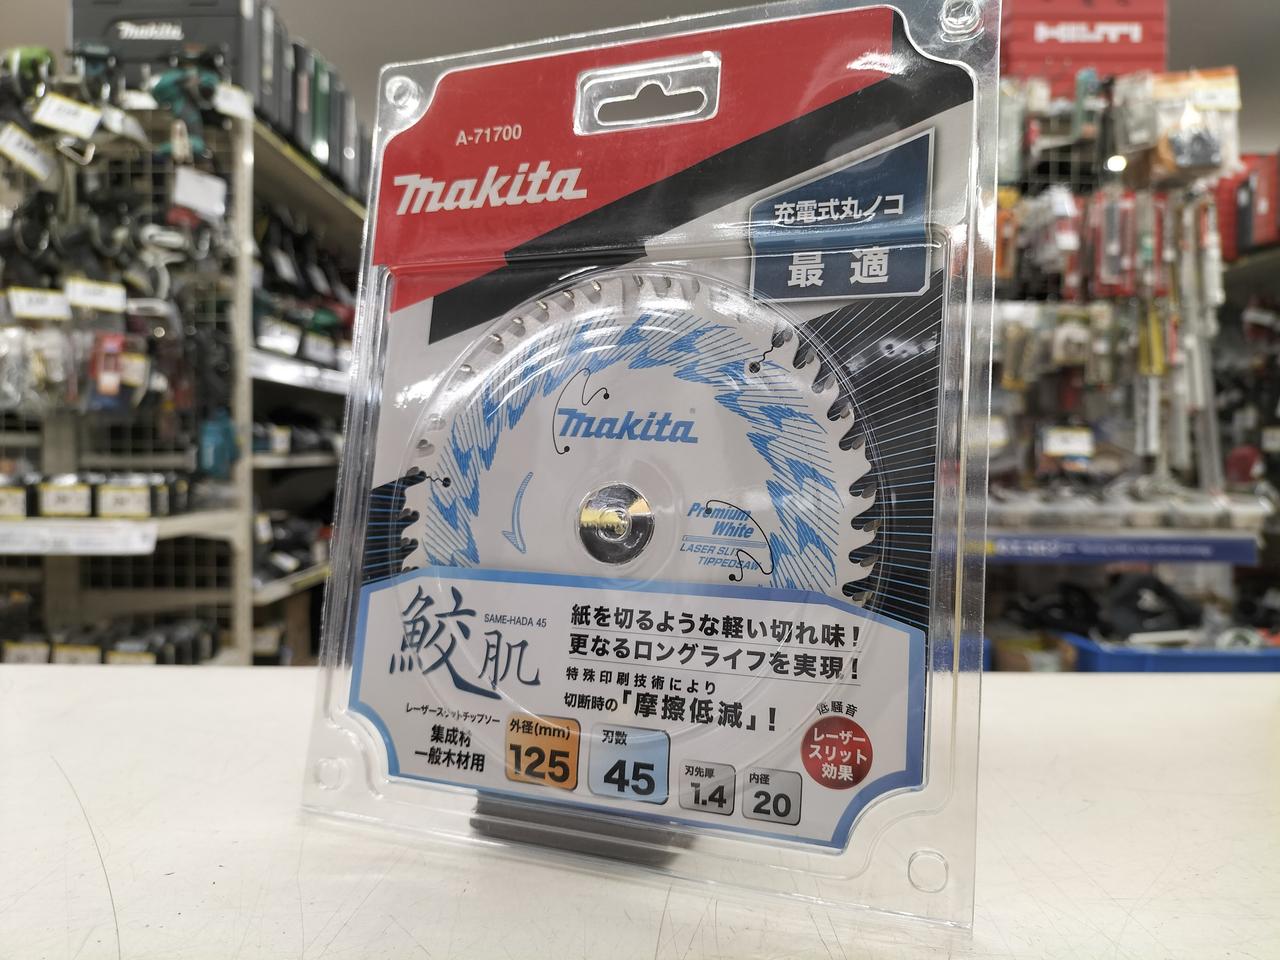 Makita
HILTI
A-71700
makita
充電式丸ノコ
最適
makita
Premium
White
LASER SLIT
TIPPEDSAW
鮫肌
SAME-HADA 45
紙を切るような軽い切れ味!
更なるロングライフを実現!
特殊印刷技術により
切断時の「摩擦低減」!
レーザースリットチップソー
集成材
一般木材用
外径(mm)
125
刃数
45
刃先厚
1.4
内径
20
低騒音
レーザー
スリット
効果